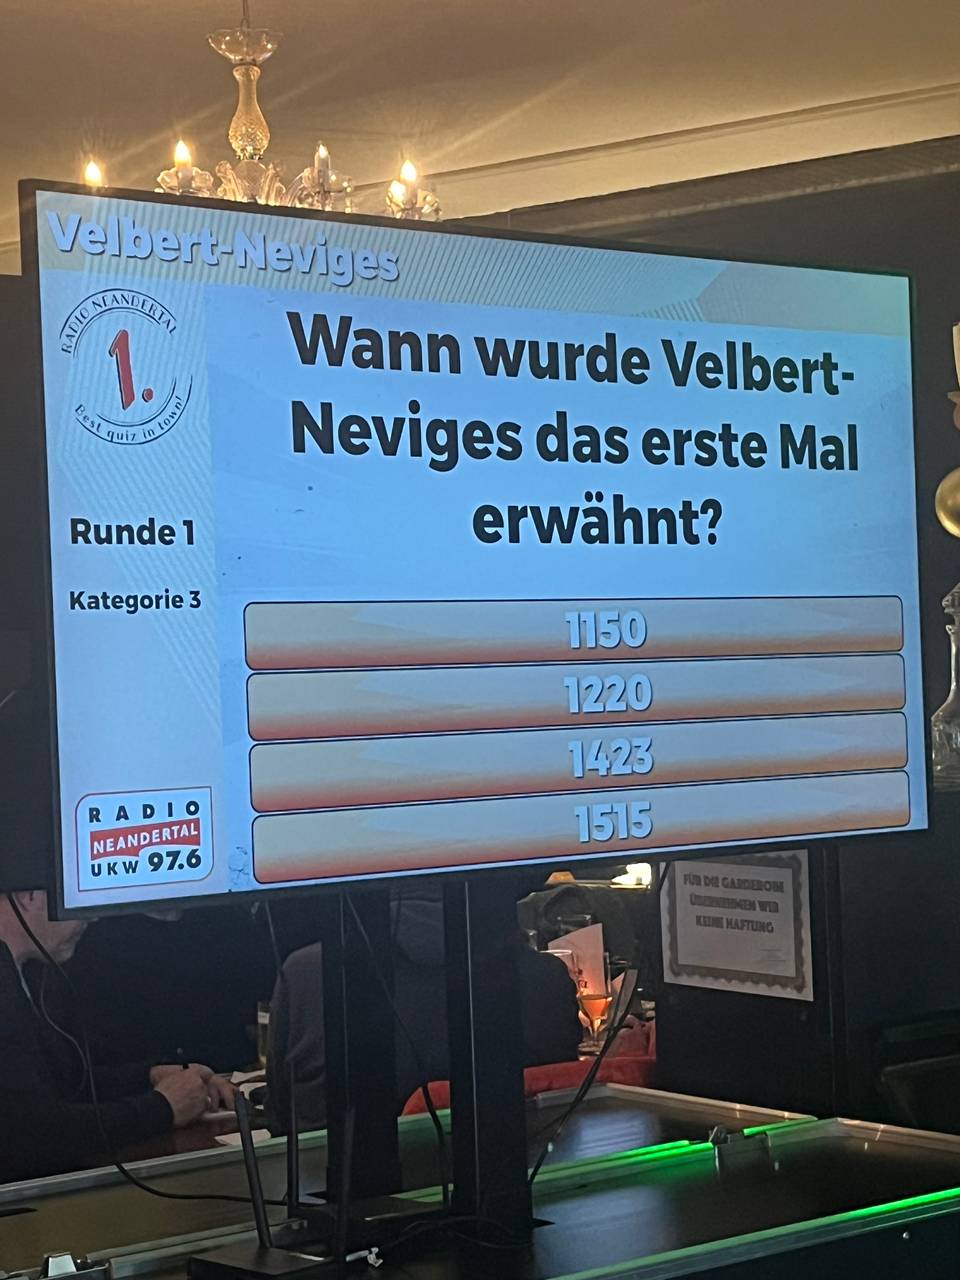 Velbert-Neviges
RADIO NEANDERTAL
1.
Best quiz in town!
Wann wurde Velbert-
Neviges das erste Mal
erwähnt?
Runde 1
Kategorie 3
1150
1220
1423
1515
RADIO
NEANDERTAL
UKW 97.6
FÜR DIE GARDEROBE
ÜBERNEHMEN WIR
KEINE HAFTUNG